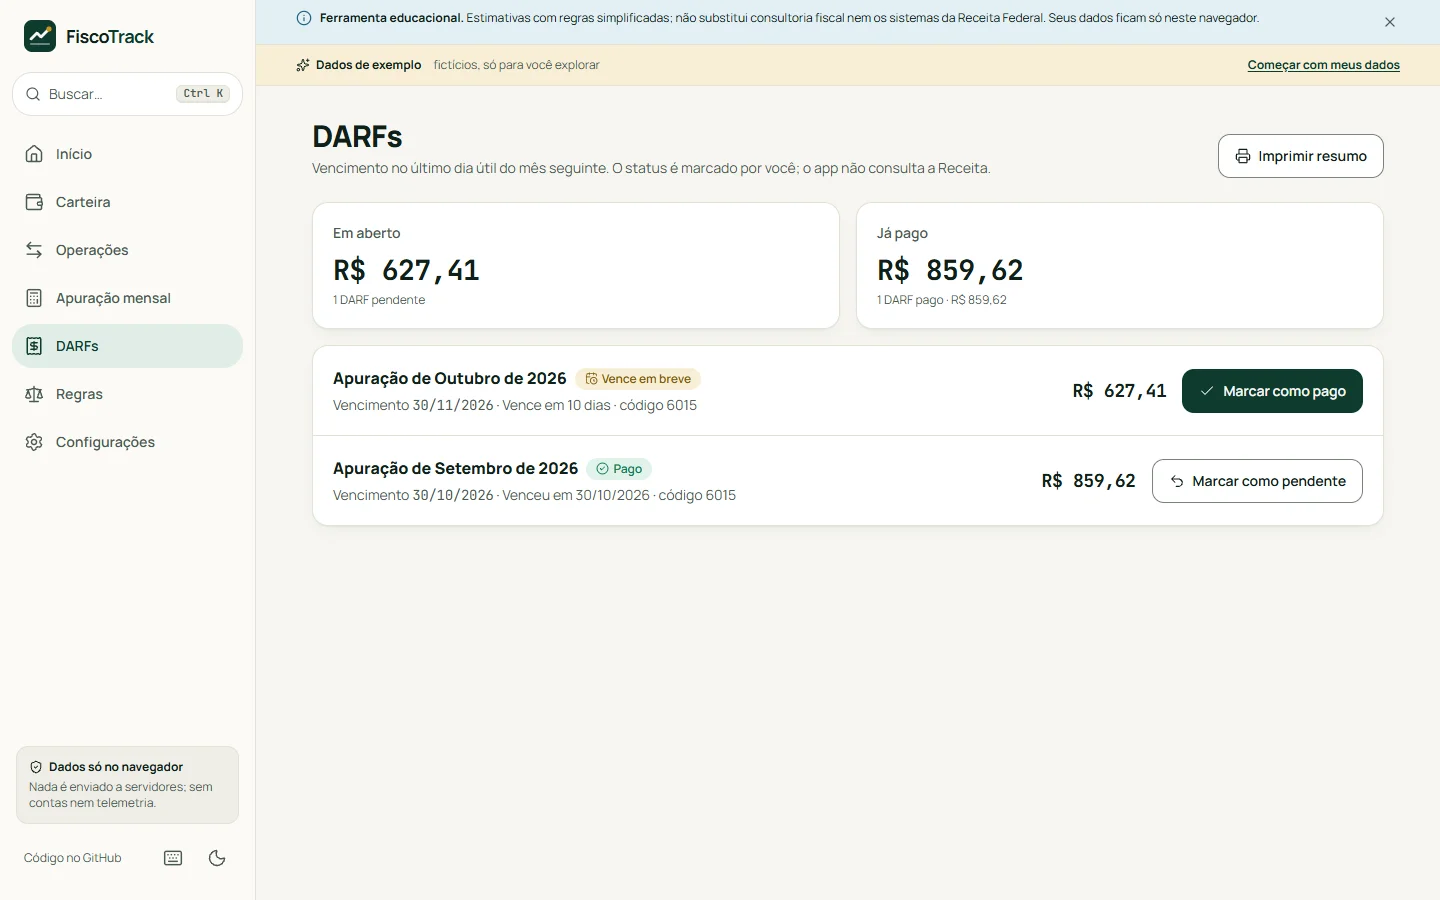 FiscoTrack
Buscar...
Ctrl K
Início
Carteira
Operações
Apuração mensal
DARFs
Regras
Configurações
Dados só no navegador
Nada é enviado a servidores; sem
contas nem telemetria.
Código no GitHub
Ferramenta educacional. Estimativas com regras simplificadas; não substitui consultoria fiscal nem os sistemas da Receita Federal. Seus dados ficam só neste navegador.
Dados de exemplo fictícios, só para você explorar
Começar com meus dados
DARFs
Vencimento no último dia útil do mês seguinte. O status é marcado por você; o app não consulta a Receita.
Imprimir resumo
Em aberto
R$ 627,41
1 DARF pendente
Já pago
R$ 859,62
1 DARF pago · R$ 859,62
Apuração de Outubro de 2026 Vence em breve
Vencimento 30/11/2026 · Vence em 10 dias · código 6015
R$ 627,41
Marcar como pago
Apuração de Setembro de 2026 Pago
Vencimento 30/10/2026 · Venceu em 30/10/2026 · código 6015
R$ 859,62
Marcar como pendente